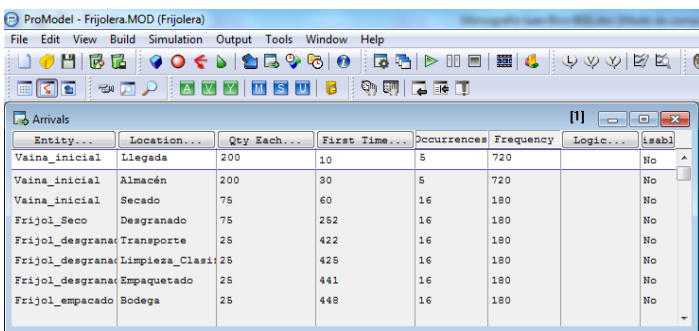 ProModel - Frijolera.MOD (Frijolera)
File Edit View Build Simulation Output Tools Window Help
Arrivals [1]
Entity... Location... Qty Each... First Time... Occurrences Frequency Logic... isabl
Vaina_inicial Llegada 200 10 5 720 No
Vaina_inicial Almacén 200 30 5 720 No
Vaina_inicial Secado 75 60 16 180 No
Frijol_Seco Desgranado 75 252 16 180 No
Frijol_desgranad Transporte 25 422 16 180 No
Frijol_desgranad Limpieza_Clasi: 25 425 16 180 No
Frijol_desgranad Empaquetado 25 441 16 180 No
Frijol_empacado Bodega 25 448 16 180 No